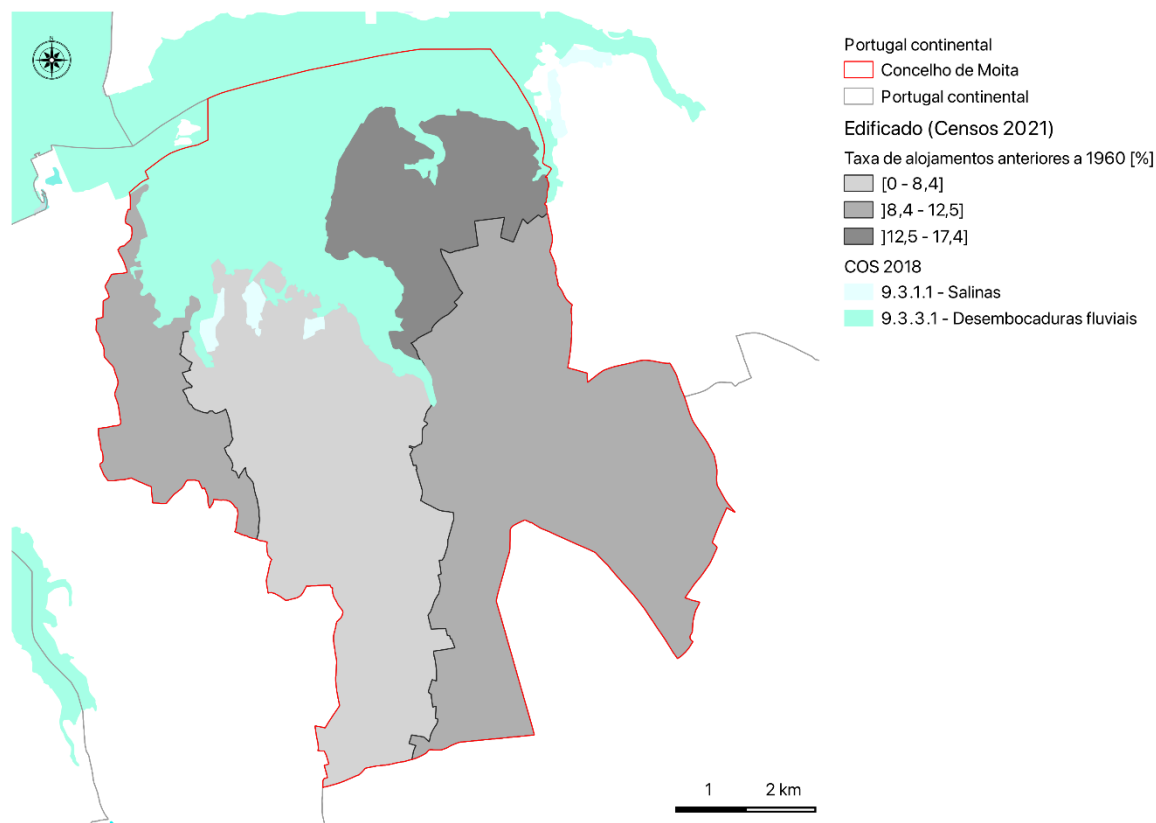 N
Portugal continental
Concelho de Moita
Portugal continental
Edificado (Censos 2021)
Taxa de alojamentos anteriores a 1960 [%]
[0 - 8,4]
]8,4 - 12,5]
]12,5 - 17,4]
COS 2018
9.3.1.1 - Salinas
9.3.3.1 - Desembocaduras fluviais
1 2 km